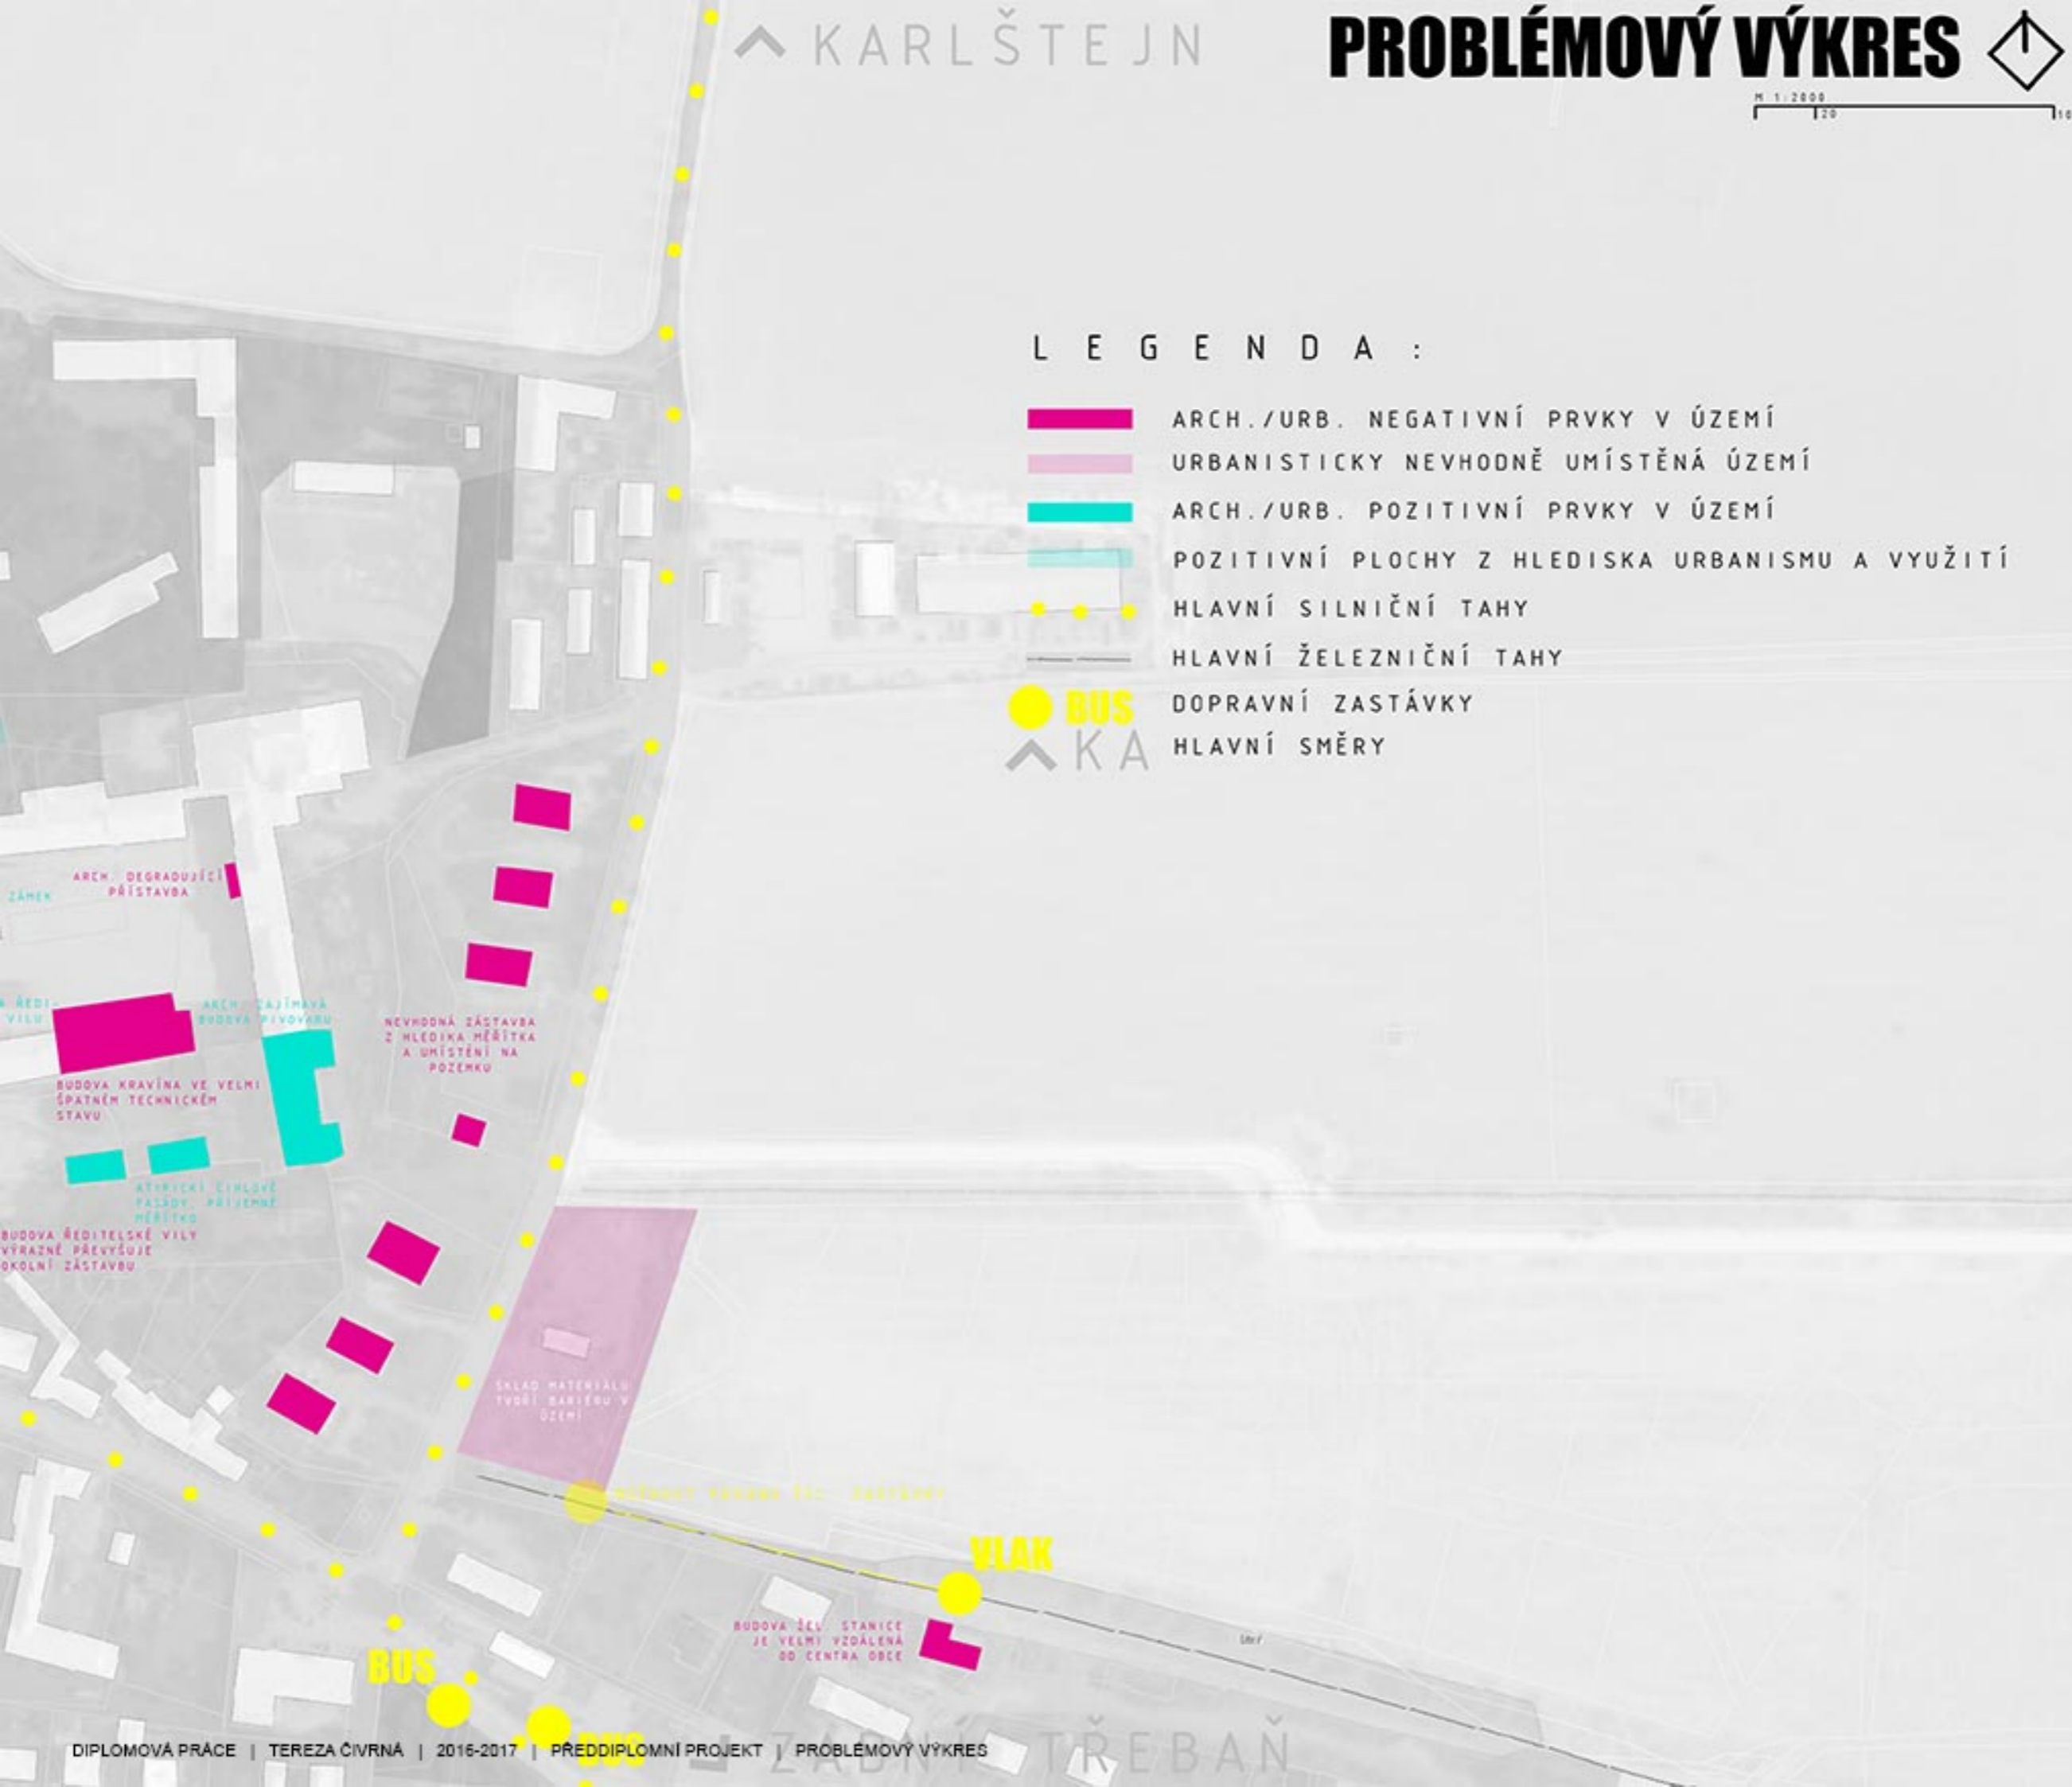 KARLŠTEJN
PROBLÉMOVÝ VÝKRES
M 1:2000
20
LEGENDA:
ARCH./URB. NEGATIVNÍ PRVKY V ÚZEMÍ
URBANISTICKY NEVHODNĚ UMÍSTĚNÁ ÚZEMÍ
ARCH./URB. POZITIVNÍ PRVKY V ÚZEMÍ
POZITIVNÍ PLOCHY Z HLEDISKA URBANISMU A VYUŽITÍ
HLAVNÍ SILNIČNÍ TAHY
HLAVNÍ ŽELEZNIČNÍ TAHY
BUS DOPRAVNÍ ZASTÁVKY
KA HLAVNÍ SMĚRY
ARCH. DEGRADUJÍCÍ
PŘÍSTAVBA
ZÁMEK
VILU
ARCH. ZAJÍMAVÁ
BUDOVA PIVOVARU
NEVHODNÁ ZÁSTAVBA
Z HLEDIKA MĚŘÍTKA
A UMÍSTĚNÍ NA
POZEMKU
BUDOVA KRAVÍNA VE VELMI
ŠPATNÉM TECHNICKÉM
STAVU
ATYPICKÉ CIHLOVÉ
FASÁDY, PŘÍJEMNÉ
MĚŘÍTKO
BUDOVA ŘEDITELSKÉ VILY
VÝRAZNĚ PŘEVYŠUJE
OKOLNÍ ZÁSTAVBU
SKLAD MATERIÁLU
TVOŘÍ BARIÉRU V
ÚZEMÍ
ZASTÁVKY
VLAK
BUDOVA ŽEL. STANICE
JE VELMI VZDÁLENÁ
OD CENTRA OBCE
BUS
BUS
ZADNÍ TŘEBAŇ
DIPLOMOVÁ PRÁCE | TEREZA ČIVRNÁ | 2016-2017 | PŘEDDIPLOMNÍ PROJEKT | PROBLÉMOVÝ VÝKRES